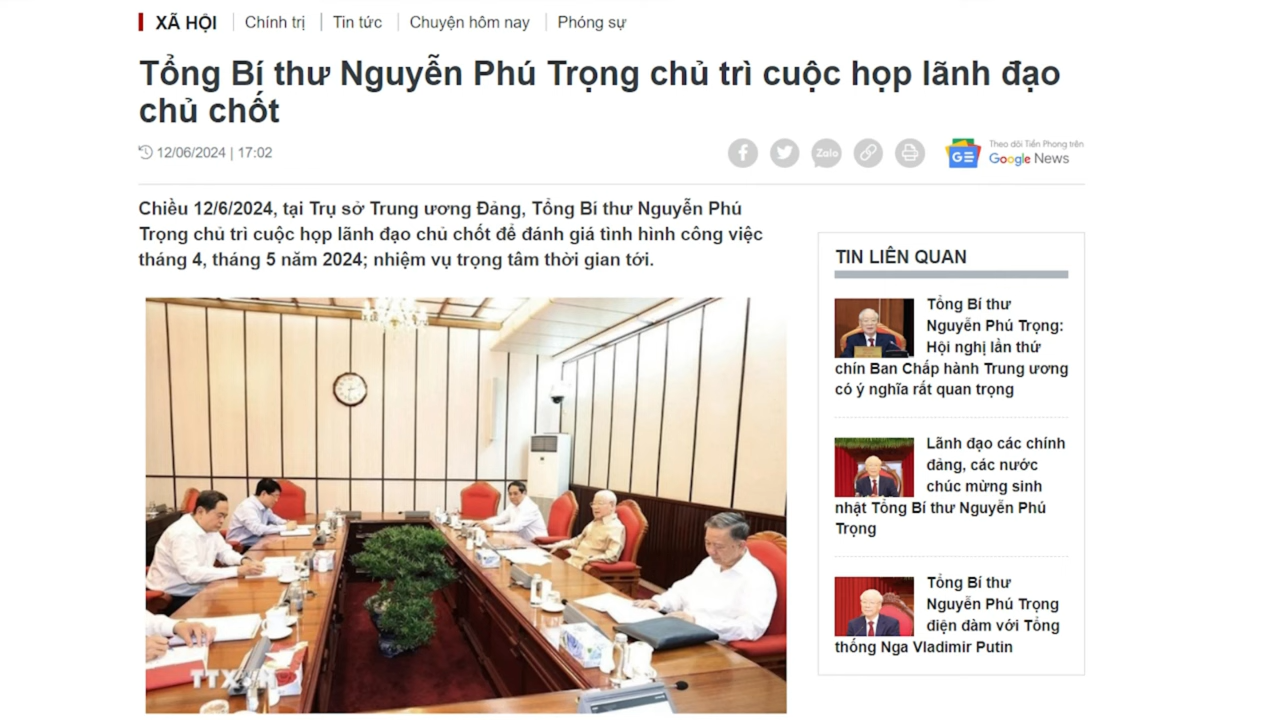 XÃ HỘI Chính trị Tin tức Chuyện hôm nay Phóng sự
Tổng Bí thư Nguyễn Phú Trọng chủ trì cuộc họp lãnh đạo
chủ chốt
12/06/2024 | 17:02
Zalo
GE
Theo dõi Tiền Phong trên
Google News
Chiều 12/6/2024, tại Trụ sở Trung ương Đảng, Tổng Bí thư Nguyễn Phú
Trọng chủ trì cuộc họp lãnh đạo chủ chốt để đánh giá tình hình công việc
tháng 4, tháng 5 năm 2024; nhiệm vụ trọng tâm thời gian tới.
TTXVN
TIN LIÊN QUAN
Tổng Bí thư
Nguyễn Phú Trọng:
Hội nghị lần thứ
chín Ban Chấp hành Trung ương
có ý nghĩa rất quan trọng
Lãnh đạo các chính
đảng, các nước
chúc mừng sinh
nhật Tổng Bí thư Nguyễn Phú
Trọng
Tổng Bí thư
Nguyễn Phú Trọng
điện đàm với Tổng
thống Nga Vladimir Putin